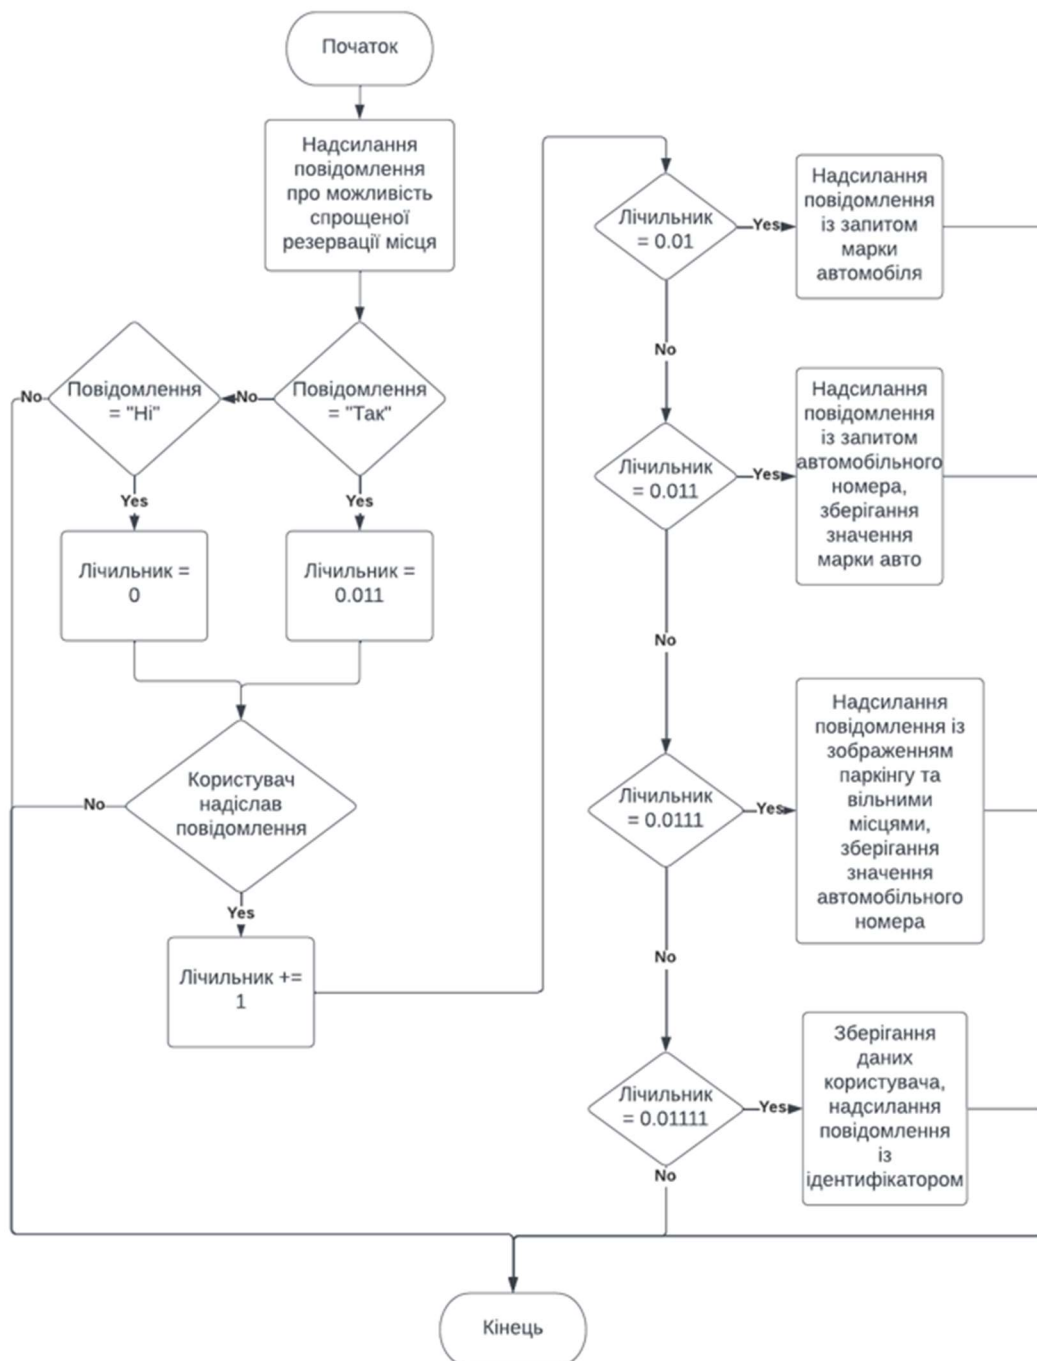 Початок
Надсилання
повідомлення
про можливість
спрощеної
резервації місця
Повідомлення
= "Так"
No
Повідомлення
= "Ні"
No
Yes
Yes
Лічильник =
0
Лічильник =
0.011
Користувач
надіслав
повідомлення
No
Yes
Лічильник +=
1
Лічильник
= 0.01
Yes
Надсилання
повідомлення
із запитом
марки
автомобіля
No
Лічильник
= 0.011
Yes
Надсилання
повідомлення
із запитом
автомобільного
номера,
зберігання
значення
марки авто
No
Лічильник
= 0.0111
Yes
Надсилання
повідомлення із
зображенням
паркінгу та
вільними
місцями,
зберігання
значення
автомобільного
номера
No
Лічильник
= 0.01111
Yes
Зберігання
даних
користувача,
надсилання
повідомлення
із
ідентифікатором
No
Кінець